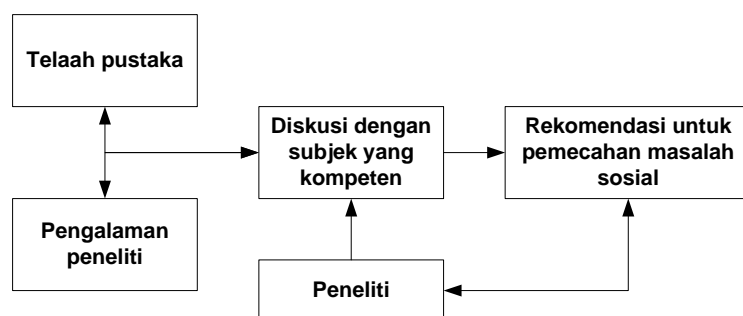 Telaah pustaka
Diskusi dengan
subjek yang
kompeten
Rekomendasi untuk
pemecahan masalah
sosial
Pengalaman
peneliti
Peneliti